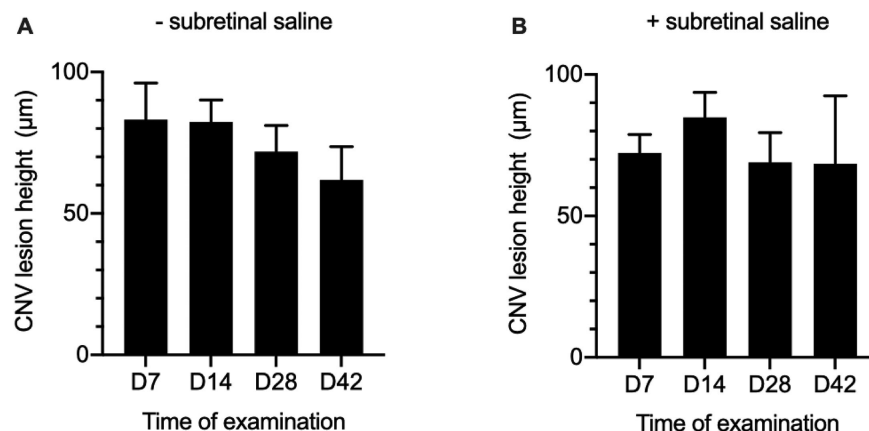 A
- subretinal saline
CNV lesion height (µm)
100
50
0
D7 D14 D28 D42
Time of examination
B
+ subretinal saline
CNV lesion height (µm)
100
50
0
D7 D14 D28 D42
Time of examination